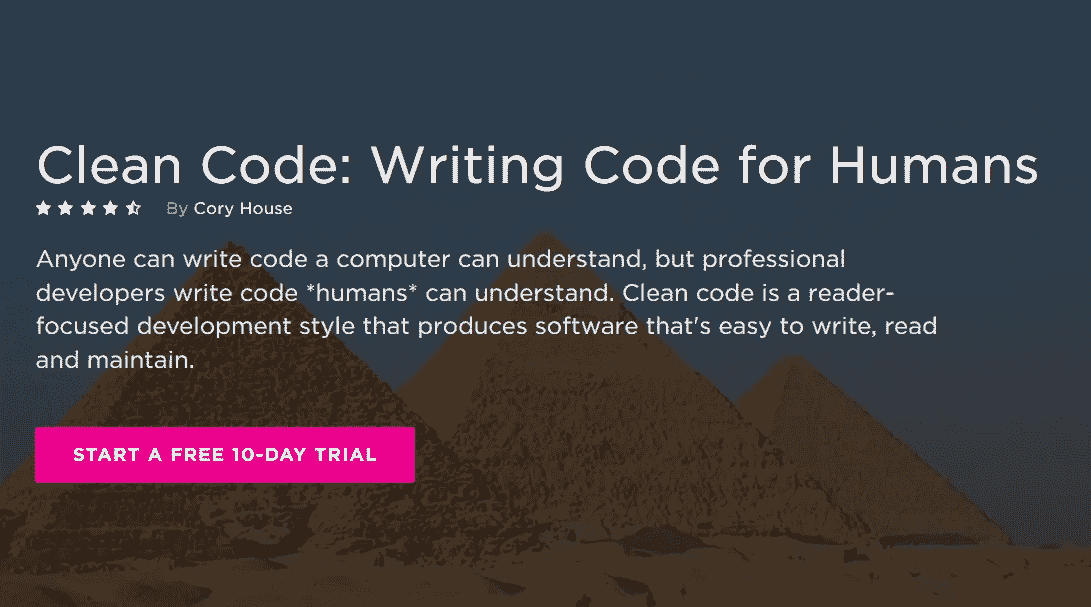 Clean Code: Writing Code for Humans
By Cory House
Anyone can write code a computer can understand, but professional
developers write code *humans* can understand. Clean code is a reader-
focused development style that produces software that's easy to write, read
and maintain.
START A FREE 10-DAY TRIAL